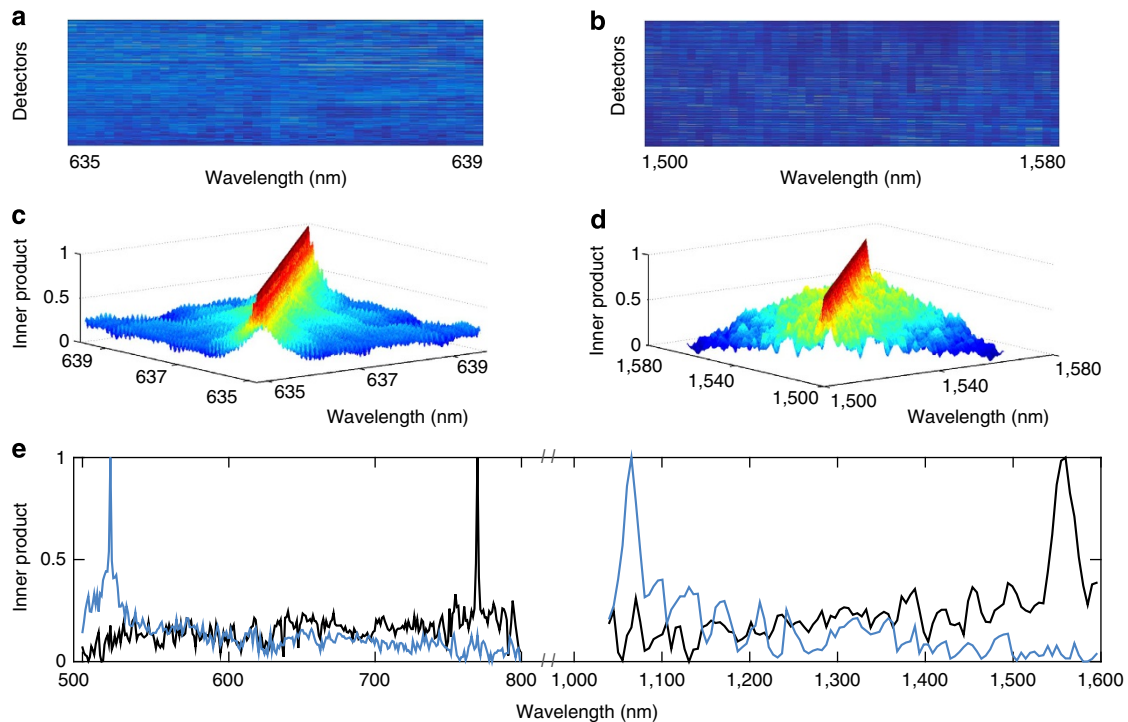 a
Detectors
635
639
Wavelength (nm)
b
Detectors
1,500
1,580
Wavelength (nm)
c
Inner product
1
0.5
0
639
637
635
635
637
639
Wavelength (nm)
d
Inner product
1
0.5
0
1,580
1,540
1,500
1,500
1,540
1,580
Wavelength (nm)
e
Inner product
1
0.5
0
500
600
700
800
1,000
1,100
1,200
1,300
1,400
1,500
1,600
Wavelength (nm)